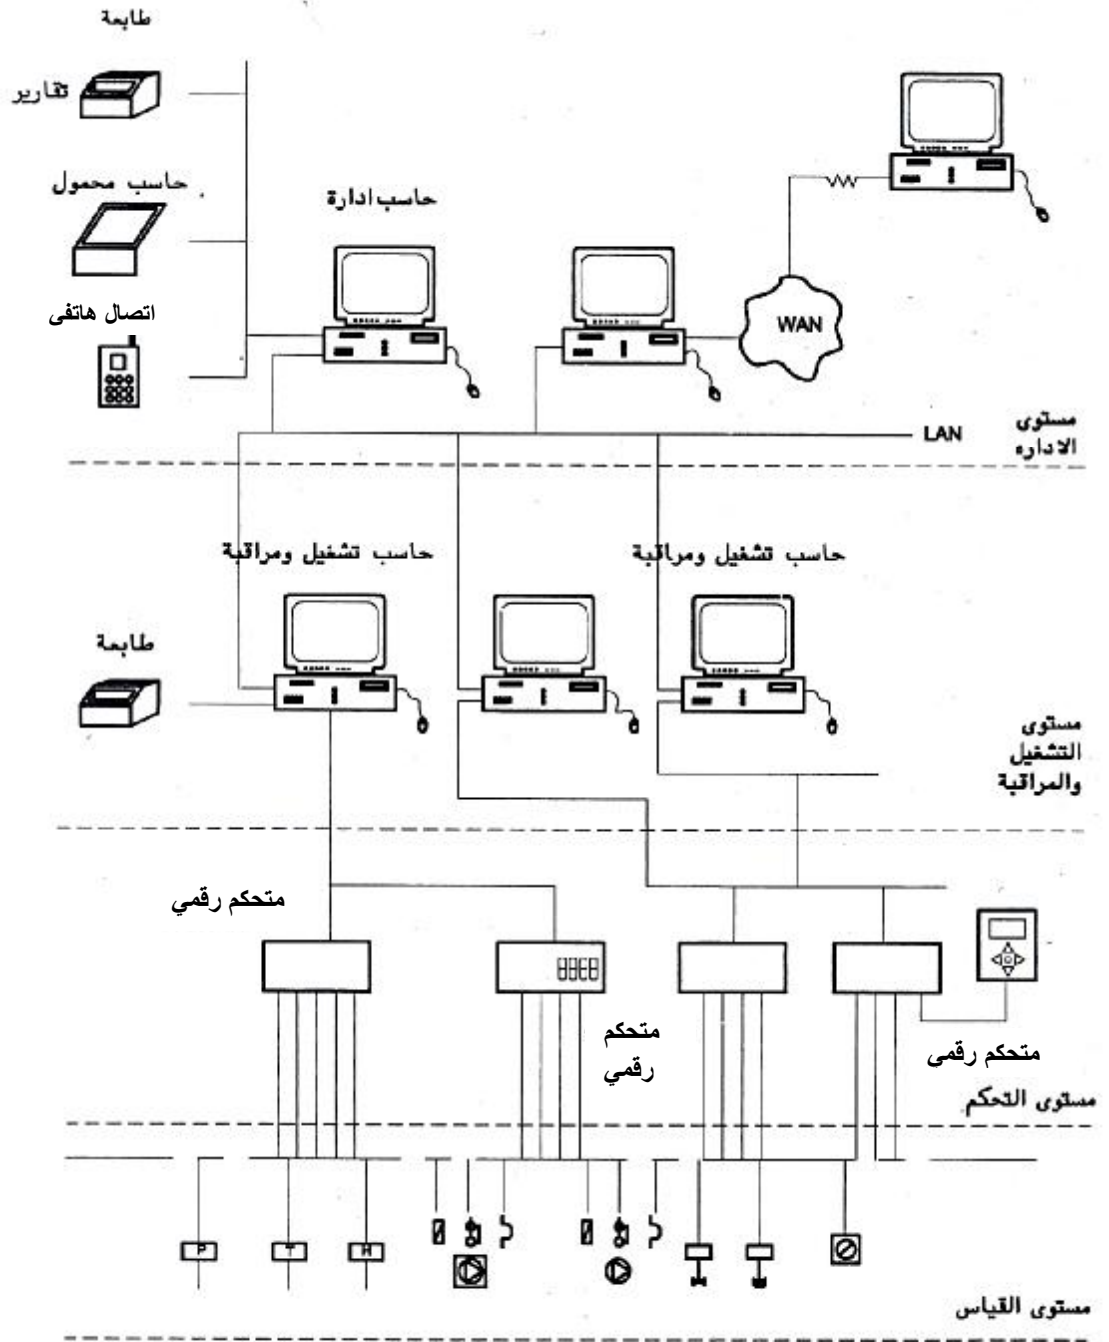 طابعة
تقارير
حاسب محمول
حاسب ادارة
اتصال هاتفى
WAN
LAN
مستوى
الاداره
حاسب تشغيل ومراقبة
حاسب تشغيل ومراقبة
طابعة
مستوى
التشغيل
والمراقبة
متحكم رقمي
متحكم
رقمي
متحكم رقمى
مستوى التحكم
P
T
H
مستوى القياس